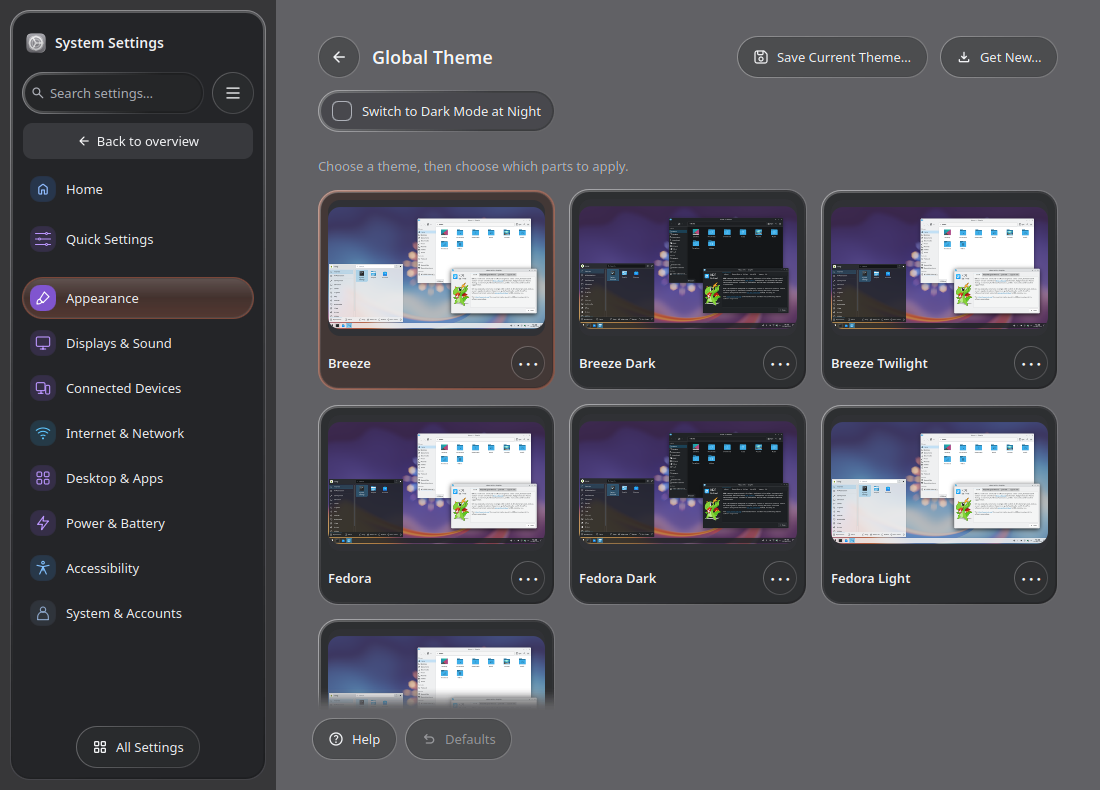 System Settings
Search settings...
Back to overview
Home
Quick Settings
Appearance
Displays & Sound
Connected Devices
Internet & Network
Desktop & Apps
Power & Battery
Accessibility
System & Accounts
All Settings
Global Theme
Save Current Theme...
Get New...
Switch to Dark Mode at Night
Choose a theme, then choose which parts to apply.
Breeze
Breeze Dark
Breeze Twilight
Fedora
Fedora Dark
Fedora Light
Help
Defaults